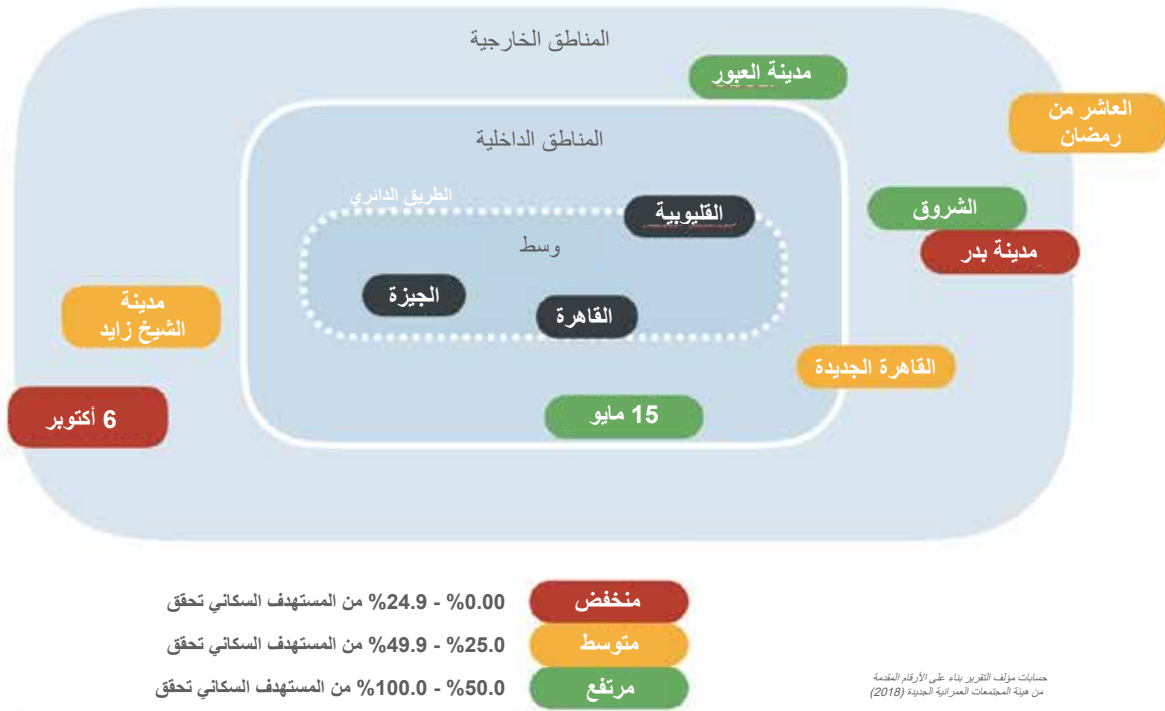 المناطق الخارجية
مدينة العبور
العاشر من
رمضان
المناطق الداخلية
الطريق الدائري
القليوبية
الشروق
وسط
مدينة بدر
الجيزة
القاهرة
مدينة
الشيخ زايد
القاهرة الجديدة
15 مايو
6 أكتوبر
منخفض
%0.00 - %24.9 من المستهدف السكاني تحقق
متوسط
%25.0 - %49.9 من المستهدف السكاني تحقق
مرتفع
%50.0 - %100.0 من المستهدف السكاني تحقق
حسابات مؤلف التقرير بناء على الأرقام المقدمة
من هيئة المجتمعات العمرانية الجديدة (2018)